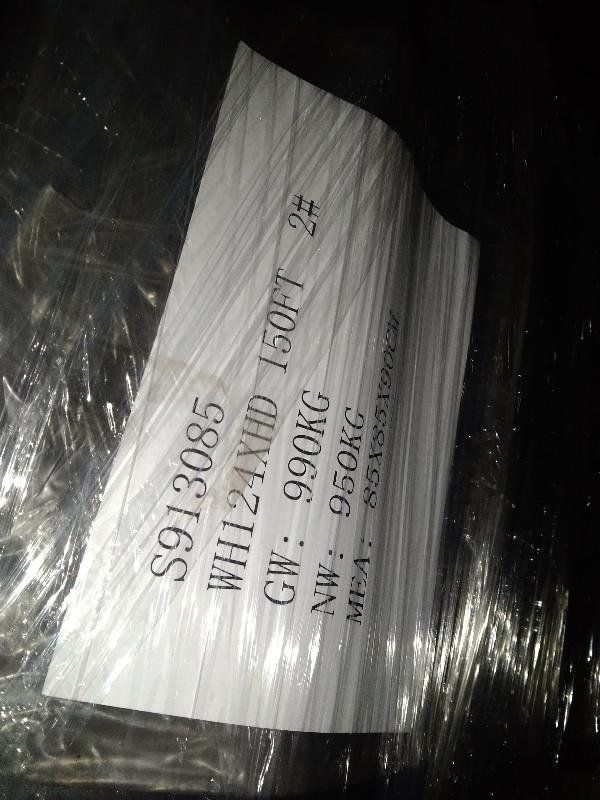 S913085
WH124XHD 150FT 2#
GW: 990KG
NW: 950KG
MEA: 85X85X90CM